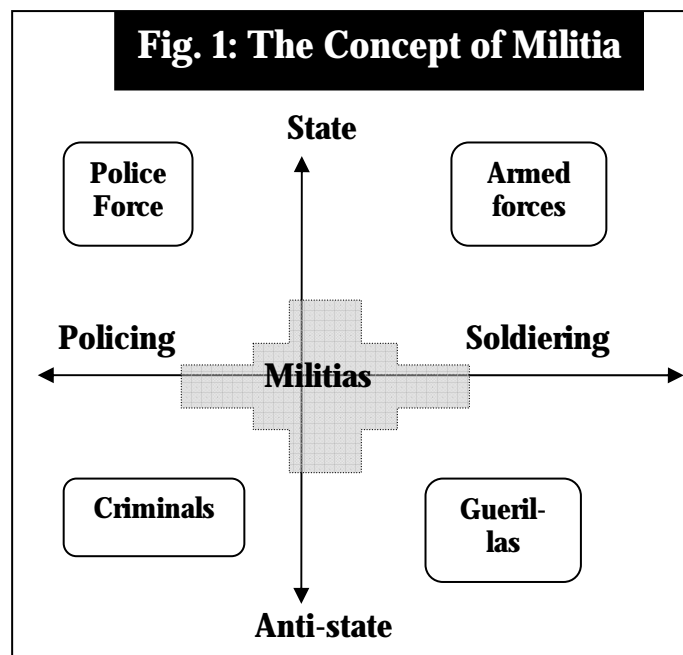 Fig. 1: The Concept of Militia
State
Police
Force
Armed
forces
Policing
Soldiering
Militias
Criminals
Gueril-
las
Anti-state